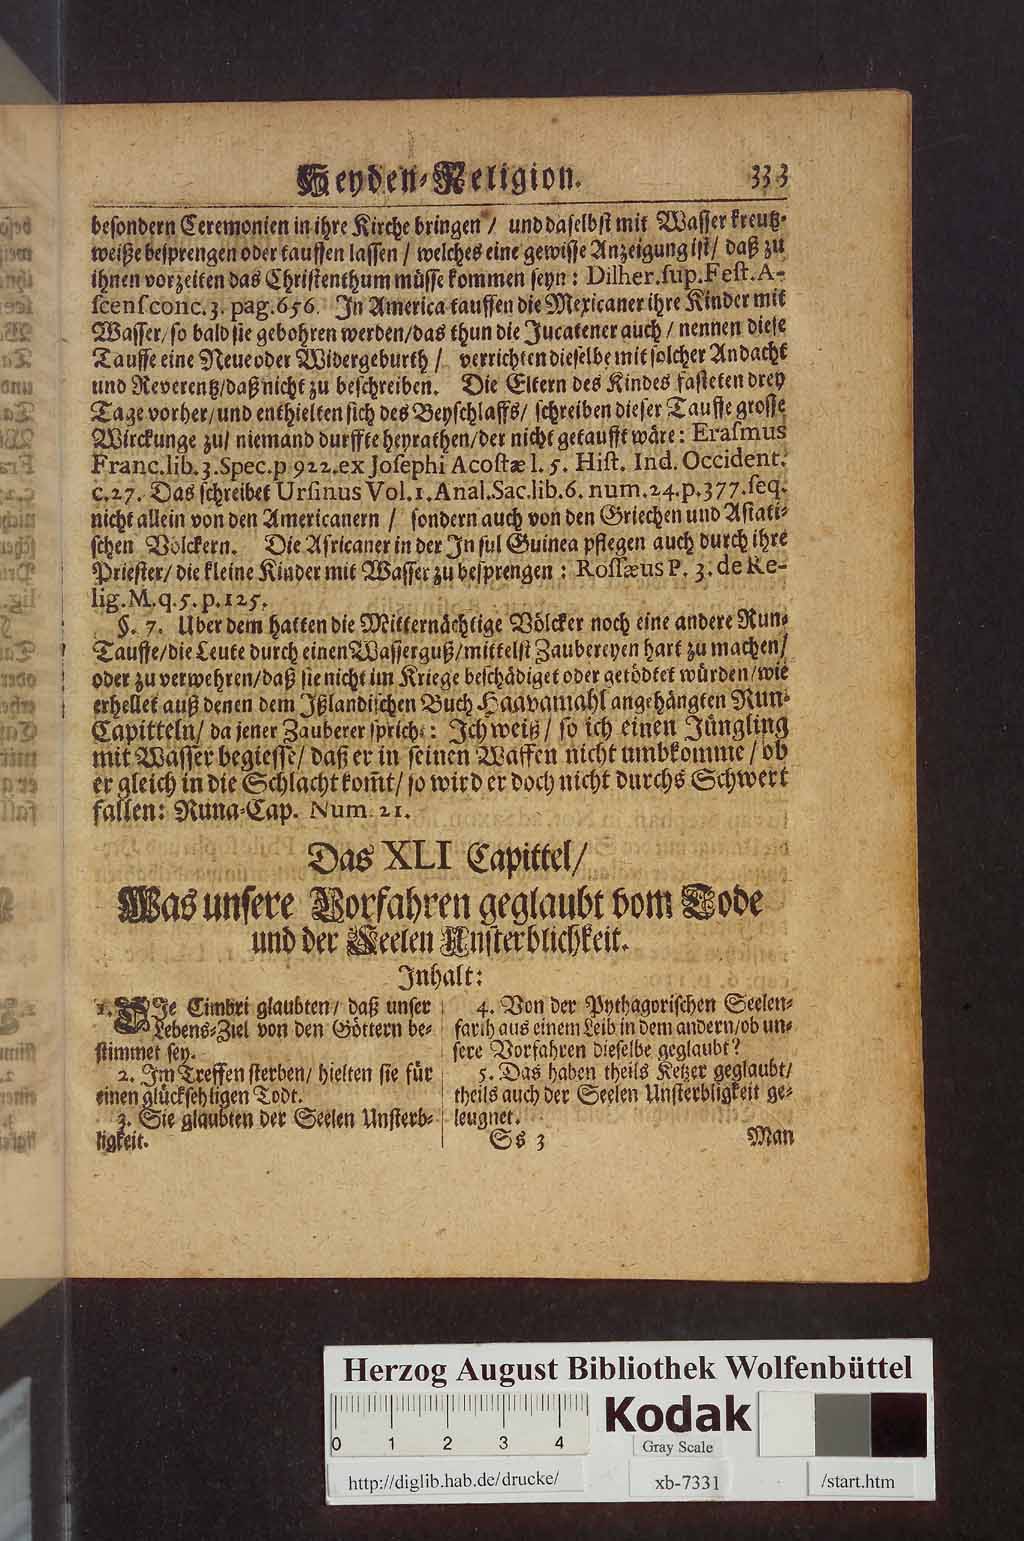 Heyden-Religion. 333
besondern Ceremonien in ihre Kirche bringen / und daselbst mit Wasser kreutz-
weiße besprengen oder tauffen lassen / welches eine gewisse Anzeigung ist / daß zu
ihnen vorzeiten das Christenthum müsse kommen seyn: Dilher.sup.Fest.A-
scens conc. 3. pag. 656. In America tauffen die Mexicaner ihre Kinder mit
Wasser / so bald sie gebohren werden / das thun die Jucatener auch / nennen diese
Tauffe eine Neue oder Widergeburth / verrichten dieselbe mit solcher Andacht
und Reverentz / daß nicht zu beschreiben. Die Eltern des Kindes fasteten drey
Tage vorher / und enthielten sich des Beyschlaffs / schreiben dieser Tauffe grosse
Wirckunge zu / niemand durffte heyrathen / der nicht getaufft wäre: Erasmus
Franc. lib. 3. Spec. p 922. ex Josephi Acostæ l. 5. Hist. Ind. Occident.
c. 27. Das schreibet Ursinus Vol. 1. Anal. Sac. lib. 6. num. 24. p. 377. seq.
nicht allein von den Americanern / sondern auch von den Griechen und Asiati-
schen Völckern. Die Africaner in der Insul Guinea pflegen auch durch ihre
Priester / die kleine Kinder mit Wasser zu besprengen: Rossæus P. 3. de Re-
lig. M. q. 5. p. 125.
§. 7. Uber dem hatten die Mitternächtige Völcker noch eine andere Run-
Tauffe / die Leute durch einen Wasserguß / mittelst Zaubereyen hart zu machen /
oder zu verwehren / daß sie nicht im Kriege beschädiget oder getödtet würden / wie
erhellet auß denen dem Ißlandischen Buch Haavamahl angehängten Run-
Capitteln / da jener Zauberer spricht: Ich weiß / so ich einen Jüngling
mit Wasser begiesse / daß er in seinen Waffen nicht umbkomme / ob
er gleich in die Schlacht kom̃t / so wird er doch nicht durchs Schwert
fallen: Runa-Cap. Num. 21.
Das XLI Capittel /
Was unsere Vorfahren geglaubt vom Tode
und der Seelen Unsterblichkeit.
Inhalt:
1. Die Cimbri glaubten / daß unser
Lebens-Ziel von den Göttern be-
stimmet sey.
2. Im Treffen sterben / hielten sie für
einen glücksehligen Todt.
3. Sie glaubten der Seelen Unsterb-
ligkeit.
4. Von der Pythagorischen Seelen-
farth aus einem Leib in dem andern / ob un-
sere Vorfahren dieselbe geglaubt?
5. Das haben theils Ketzer geglaubt /
theils auch der Seelen Unsterbligkeit ge-
leugnet.
Ss 3 Man
Herzog August Bibliothek Wolfenbüttel
0 1 2 3 4
Kodak
Gray Scale
http://diglib.hab.de/drucke/ xb-7331 /start.htm